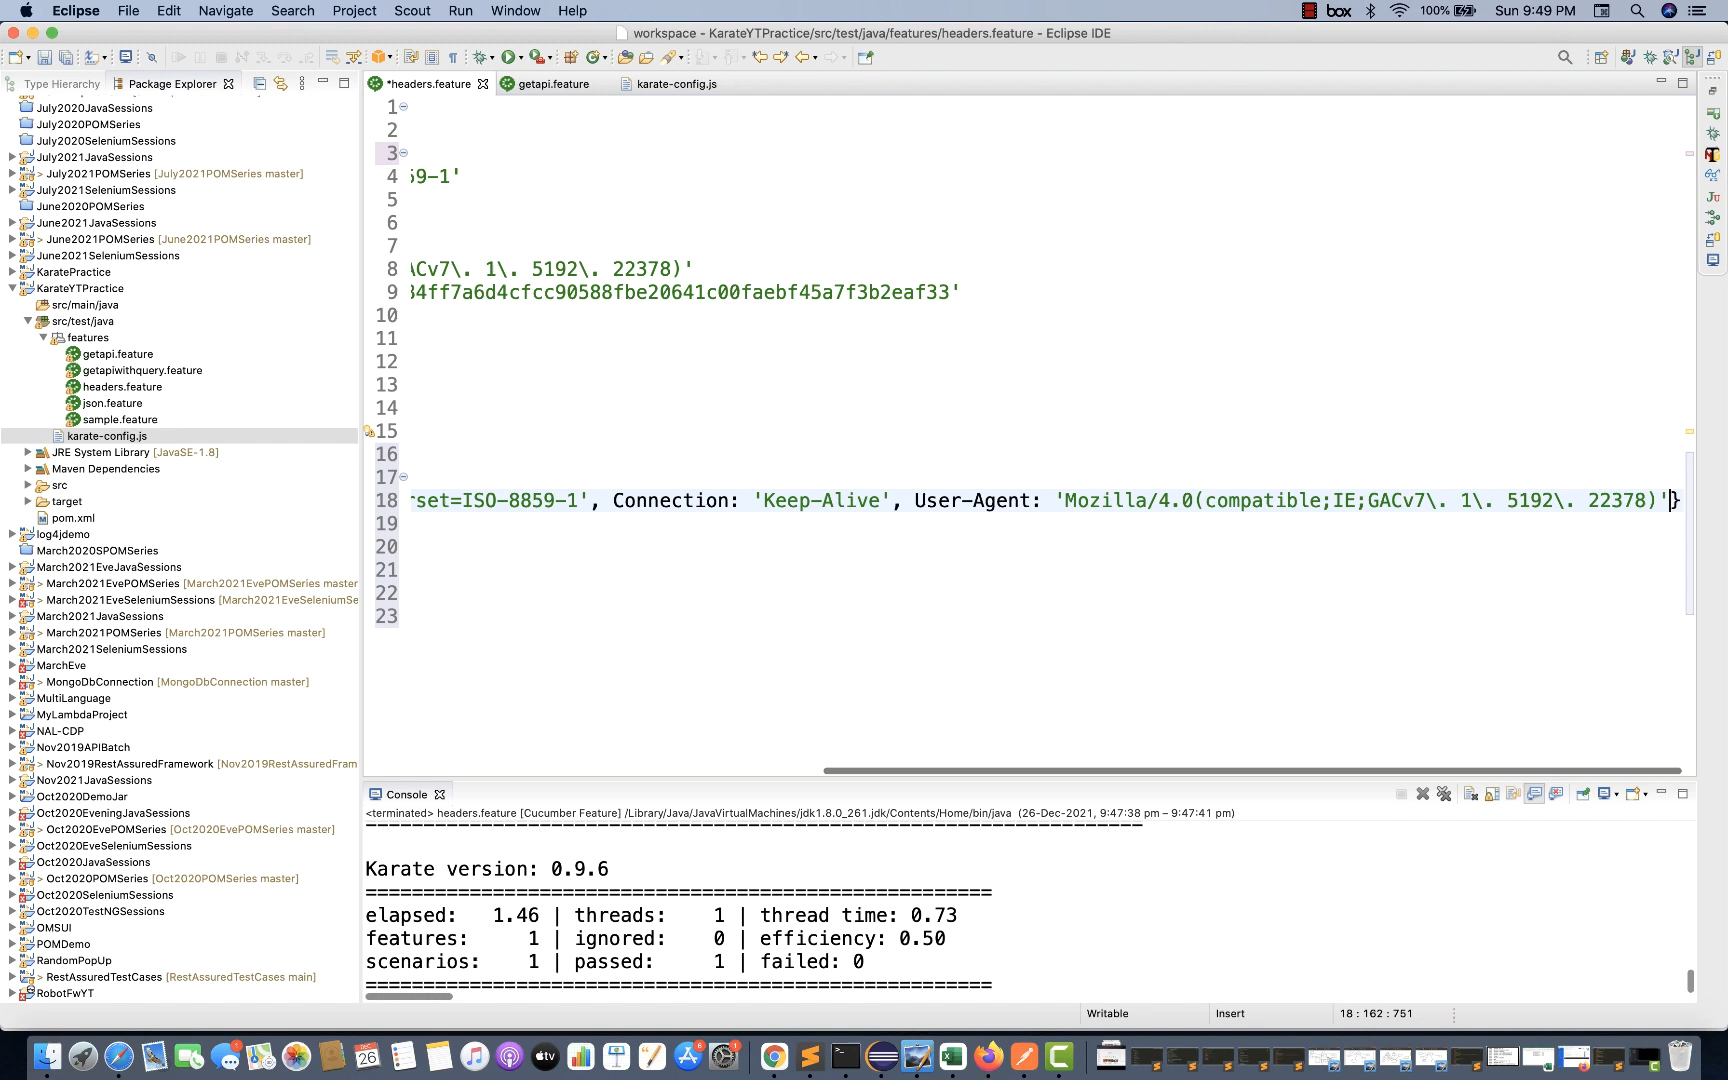 Eclipse File Edit Navigate Search Project Scout Run Window Help box 100% Sun 9:49 PM
workspace - KarateYTPractice/src/test/java/features/headers.feature - Eclipse IDE
Type Hierarchy Package Explorer *headers.feature getapi.feature karate-config.js
July2020JavaSessions
July2020POMSeries
July2020SeleniumSessions
July2021JavaSessions
> July2021POMSeries [July2021POMSeries master]
July2021SeleniumSessions
June2020POMSeries
June2021JavaSessions
> June2021POMSeries [June2021POMSeries master]
June2021SeleniumSessions
KaratePractice
KarateYTPractice
src/main/java
src/test/java
features
getapi.feature
getapiwithquery.feature
headers.feature
json.feature
sample.feature
karate-config.js
JRE System Library [JavaSE-1.8]
Maven Dependencies
src
target
pom.xml
log4jdemo
March2020SPOMSeries
March2021EveJavaSessions
> March2021EvePOMSeries [March2021EvePOMSeries master
> March2021EveSeleniumSessions [March2021EveSeleniumSe
March2021JavaSessions
> March2021POMSeries [March2021POMSeries master]
March2021SeleniumSessions
MarchEve
> MongoDbConnection [MongoDbConnection master]
MultiLanguage
MyLambdaProject
NAL-CDP
Nov2019APIBatch
> Nov2019RestAssuredFramework [Nov2019RestAssuredFram
Nov2021JavaSessions
Oct2020DemoJar
Oct2020EveningJavaSessions
> Oct2020EvePOMSeries [Oct2020EvePOMSeries master]
Oct2020EveSeleniumSessions
Oct2020JavaSessions
> Oct2020POMSeries [Oct2020POMSeries master]
Oct2020SeleniumSessions
Oct2020TestNGSessions
OMSUI
POMDemo
RandomPopUp
> RestAssuredTestCases [RestAssuredTestCases main]
RobotFwYT
1
2
3
4 59-1'
5
6
7
8 ACv7\. 1\. 5192\. 22378)'
9 34ff7a6d4cfcc90588fbe20641c00faebf45a7f3b2eaf33'
10
11
12
13
14
15
16
17
18 rset=ISO-8859-1', Connection: 'Keep-Alive', User-Agent: 'Mozilla/4.0(compatible;IE;GACv7\. 1\. 5192\. 22378)'}
19
20
21
22
23
Console
<terminated> headers.feature [Cucumber Feature] /Library/Java/JavaVirtualMachines/jdk1.8.0_261.jdk/Contents/Home/bin/java (26-Dec-2021, 9:47:38 pm – 9:47:41 pm)
Karate version: 0.9.6
======================================================
elapsed: 1.46 | threads: 1 | thread time: 0.73
features: 1 | ignored: 0 | efficiency: 0.50
scenarios: 1 | passed: 1 | failed: 0
======================================================
Writable Insert 18 : 162 : 751